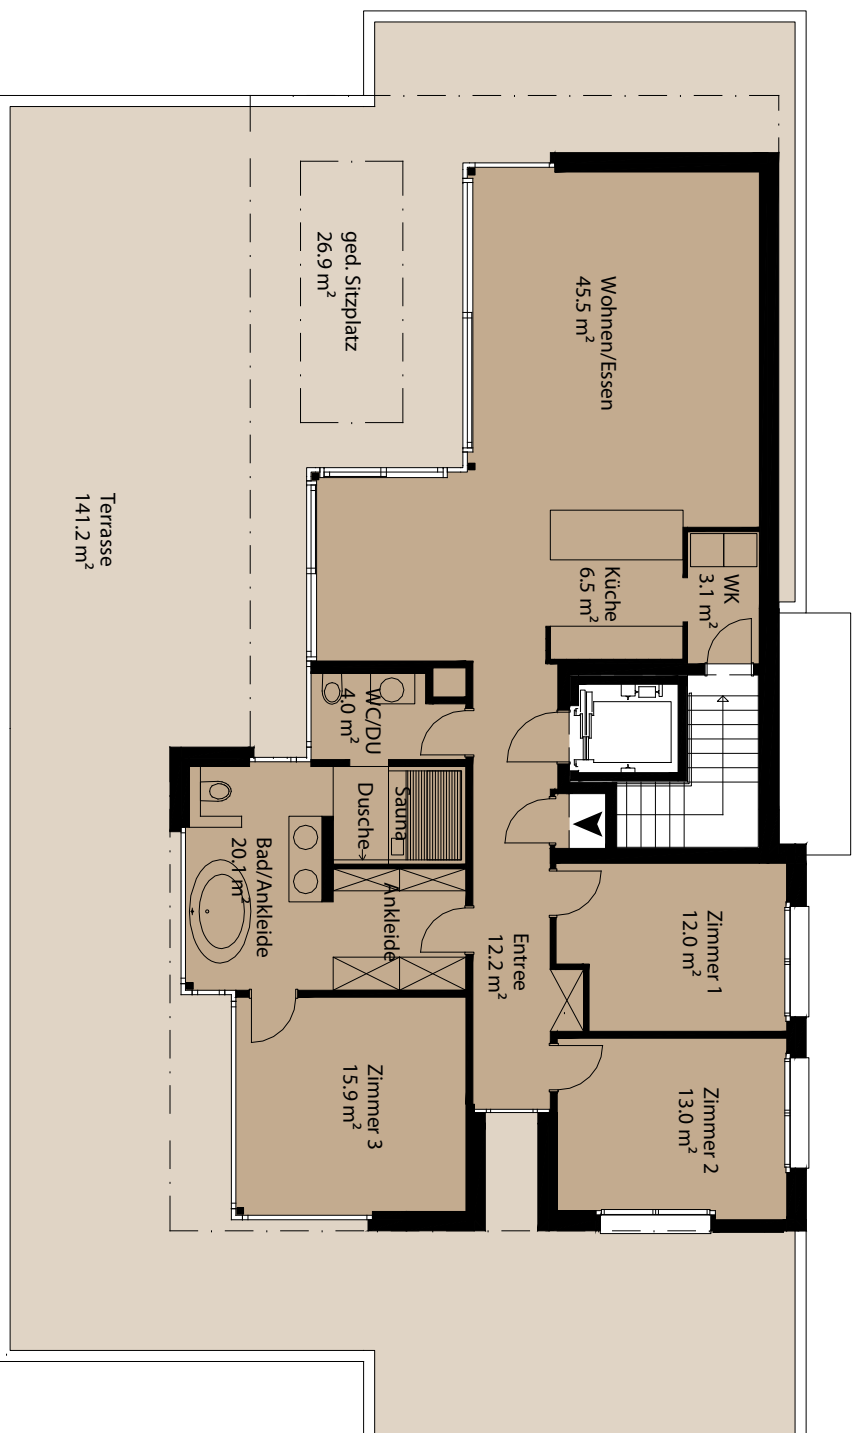 ged. Sitzplatz
26.9 m²
Wohnen/Essen
45.5 m²
Terrasse
141.2 m²
Küche
6.5 m²
WK
3.1 m²
WC/DU
4.0 m²
Sauna
Dusche
Bad/Ankleide
20.1 m²
Ankleide
Entree
12.2 m²
Zimmer 1
12.0 m²
Zimmer 3
15.9 m²
Zimmer 2
13.0 m²